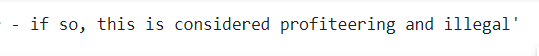 - if so, this is considered profiteering and illegal'